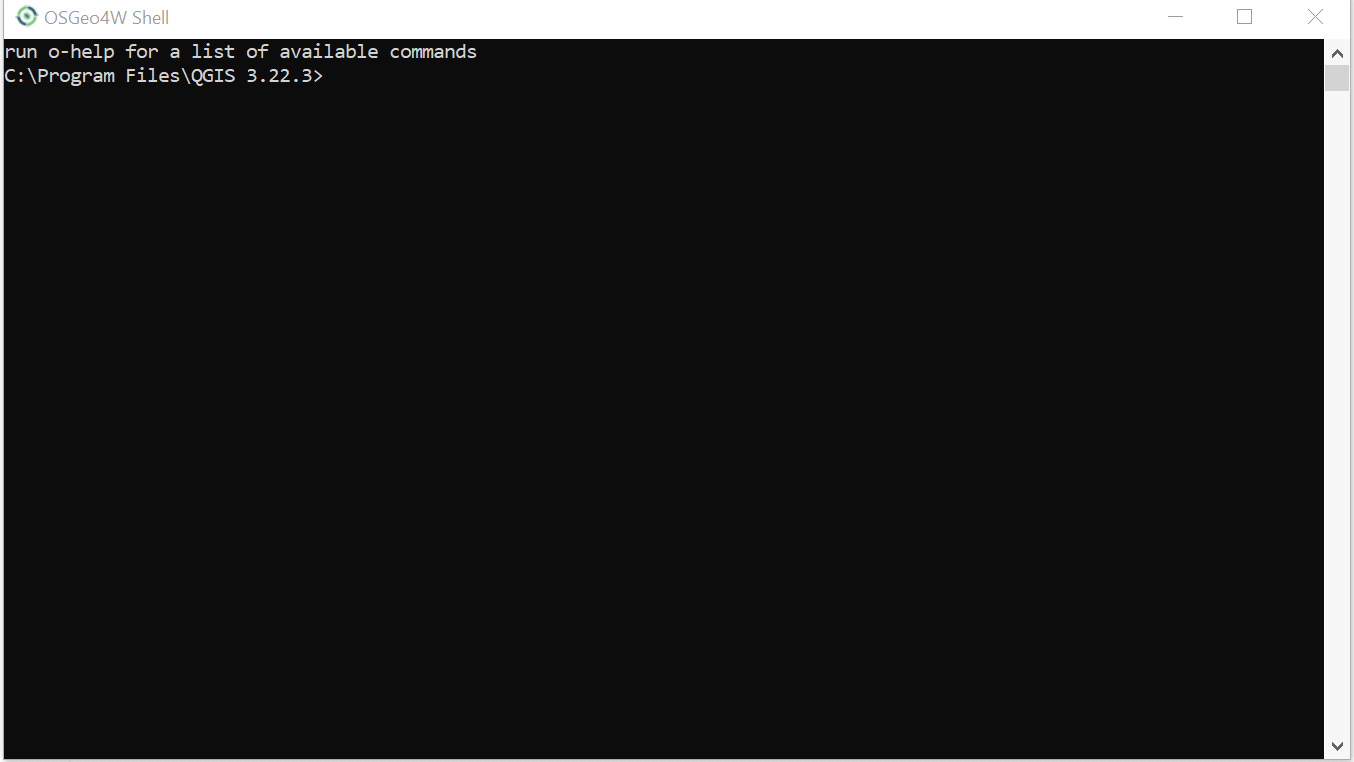 OSGeo4W Shell
run o-help for a list of available commands
C:\Program Files\QGIS 3.22.3>